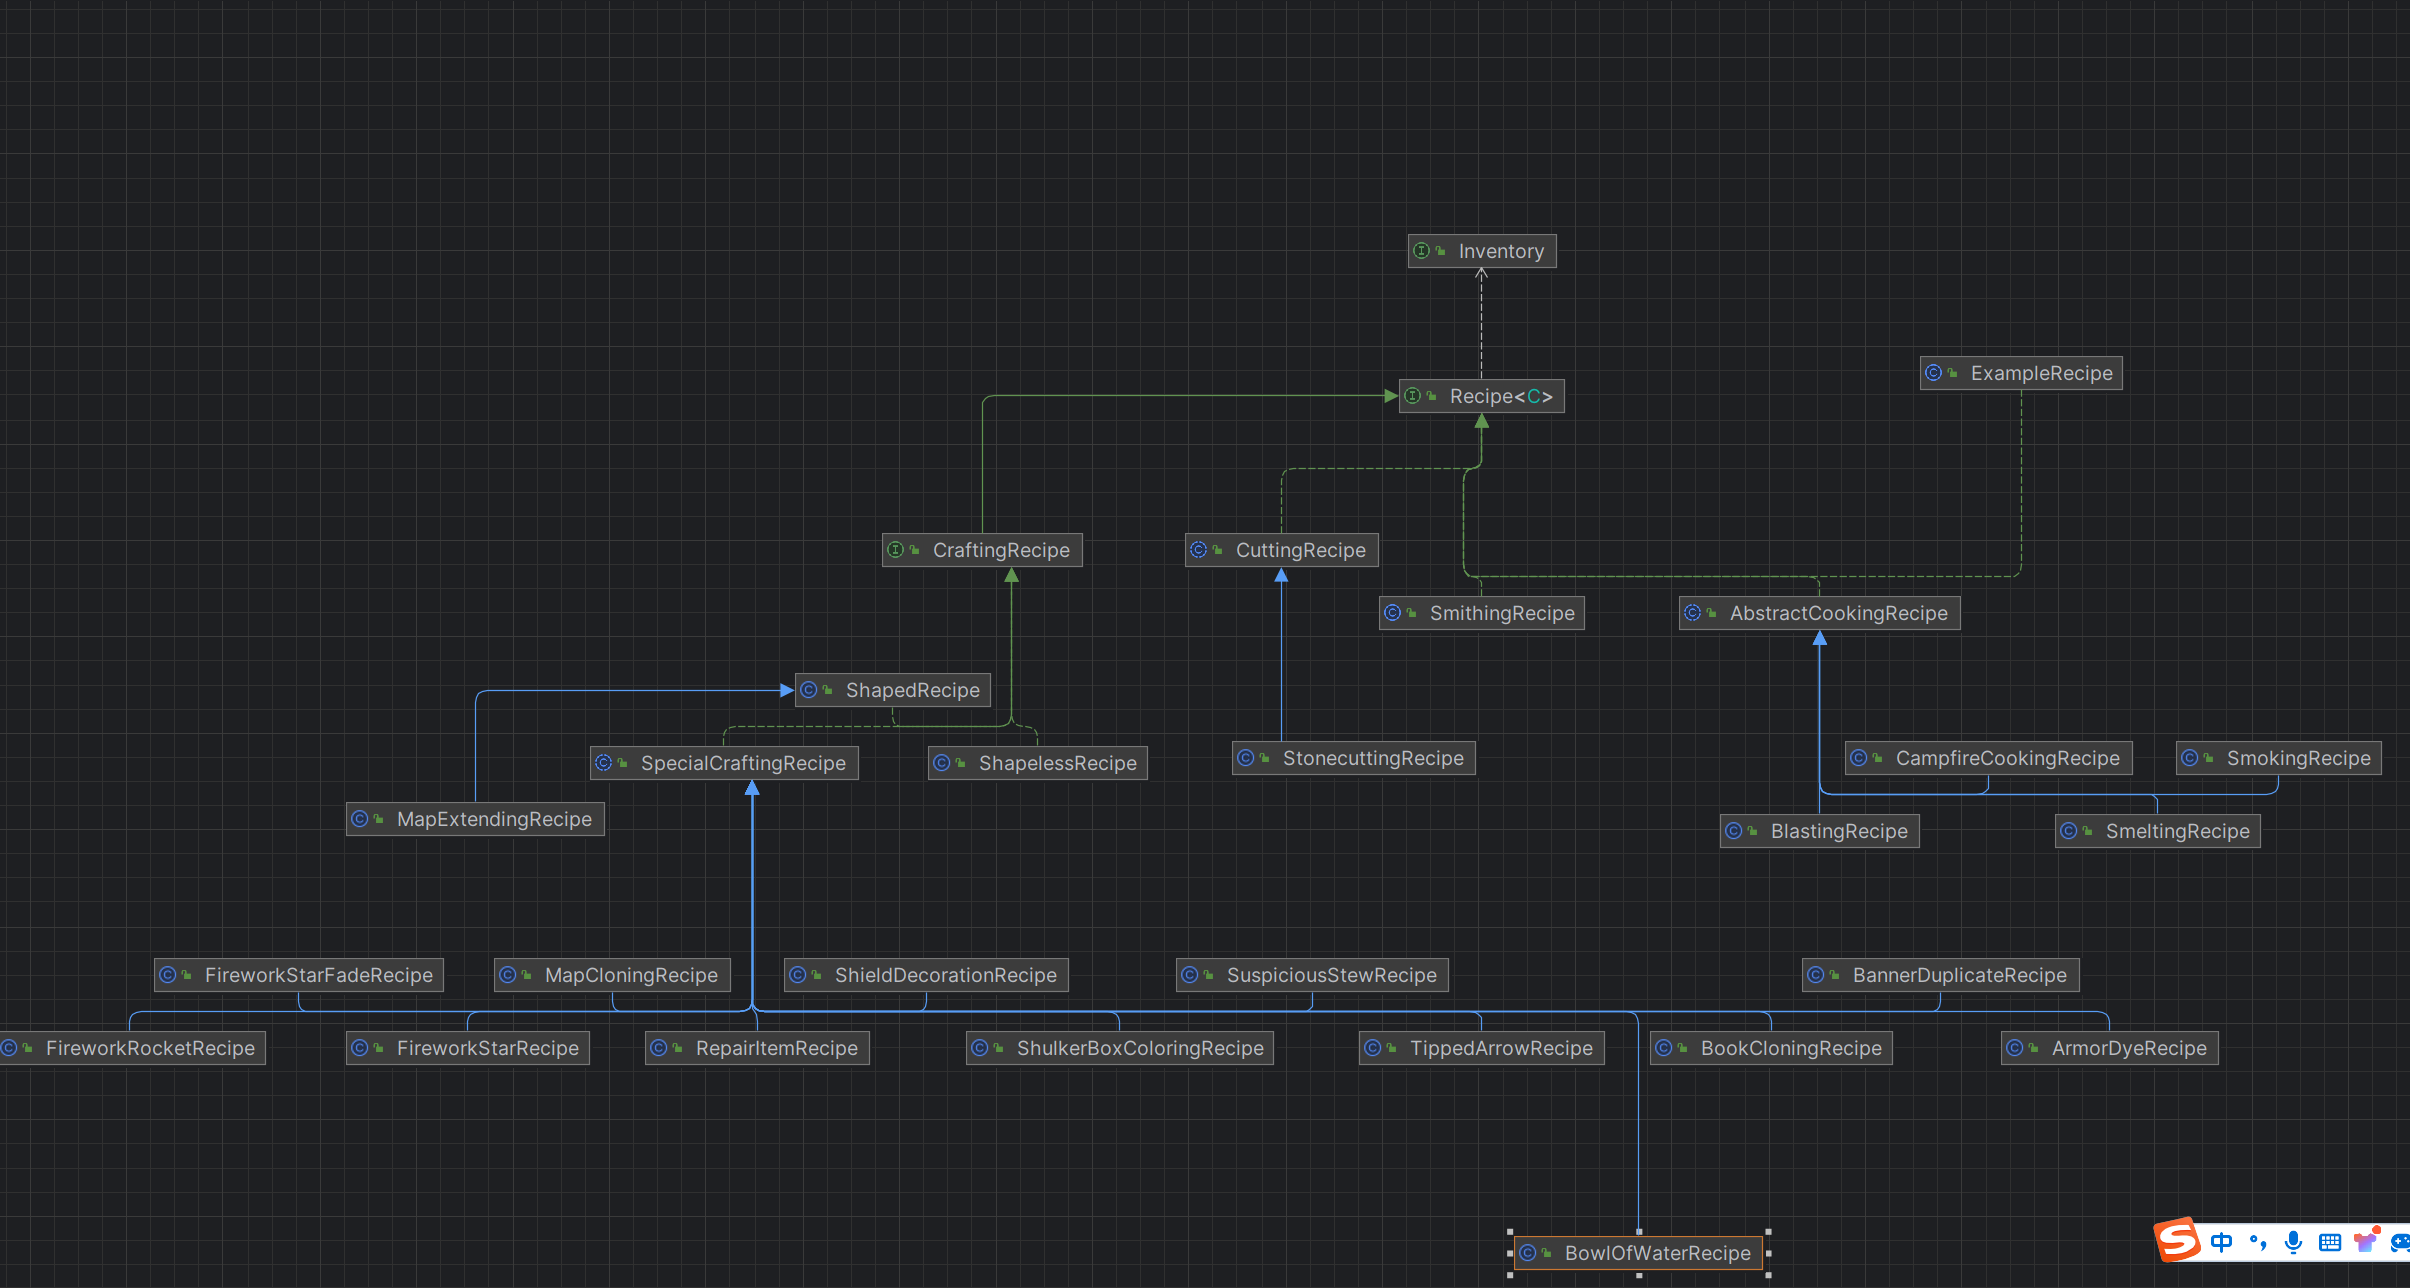 Inventory
ExampleRecipe
Recipe<C>
CraftingRecipe
CuttingRecipe
SmithingRecipe
AbstractCookingRecipe
ShapedRecipe
SpecialCraftingRecipe
ShapelessRecipe
StonecuttingRecipe
CampfireCookingRecipe
SmokingRecipe
MapExtendingRecipe
BlastingRecipe
SmeltingRecipe
FireworkStarFadeRecipe
MapCloningRecipe
ShieldDecorationRecipe
SuspiciousStewRecipe
BannerDuplicateRecipe
FireworkRocketRecipe
FireworkStarRecipe
RepairItemRecipe
ShulkerBoxColoringRecipe
TippedArrowRecipe
BookCloningRecipe
ArmorDyeRecipe
BowlOfWaterRecipe
S 中